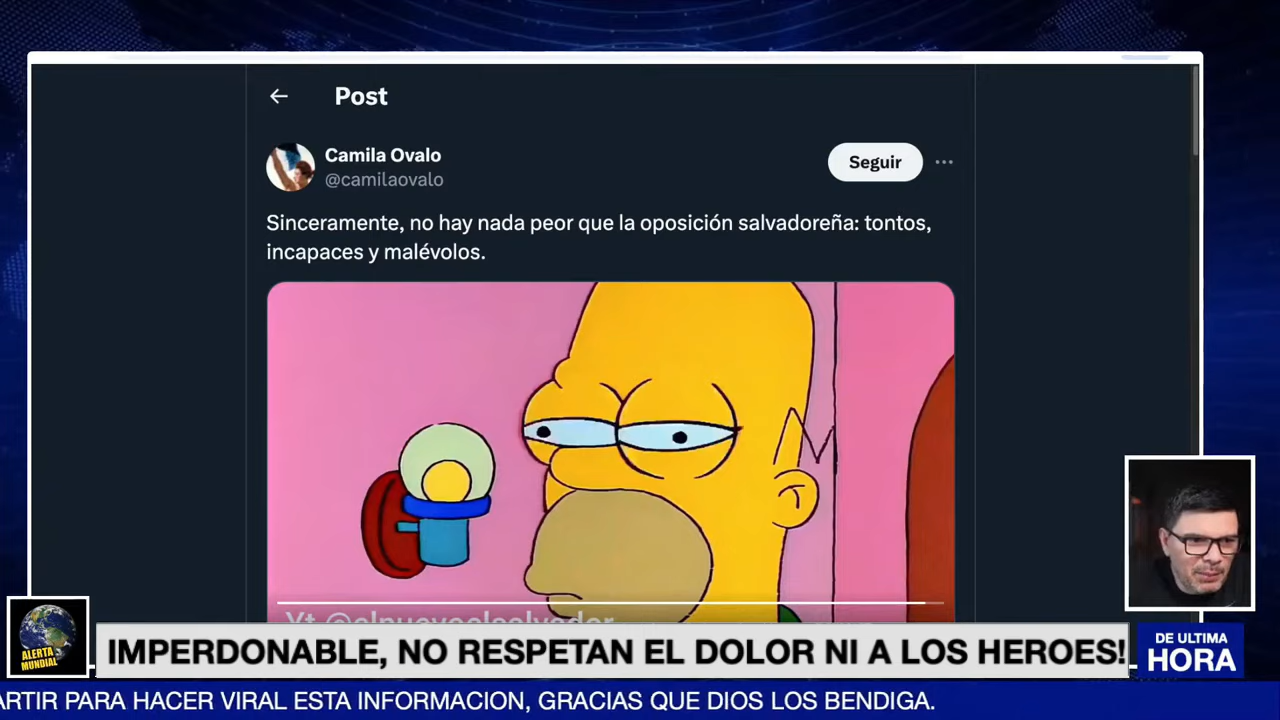 Post
Camila Ovalo
@camilaovalo
Seguir
Sinceramente, no hay nada peor que la oposición salvadoreña: tontos,
incapaces y malévolos.
Yt @elnuevoelsalvador
ALERTA
MUNDIAL
IMPERDONABLE, NO RESPETAN EL DOLOR NI A LOS HEROES!
DE ULTIMA
HORA
ARTIR PARA HACER VIRAL ESTA INFORMACION, GRACIAS QUE DIOS LOS BENDIGA.